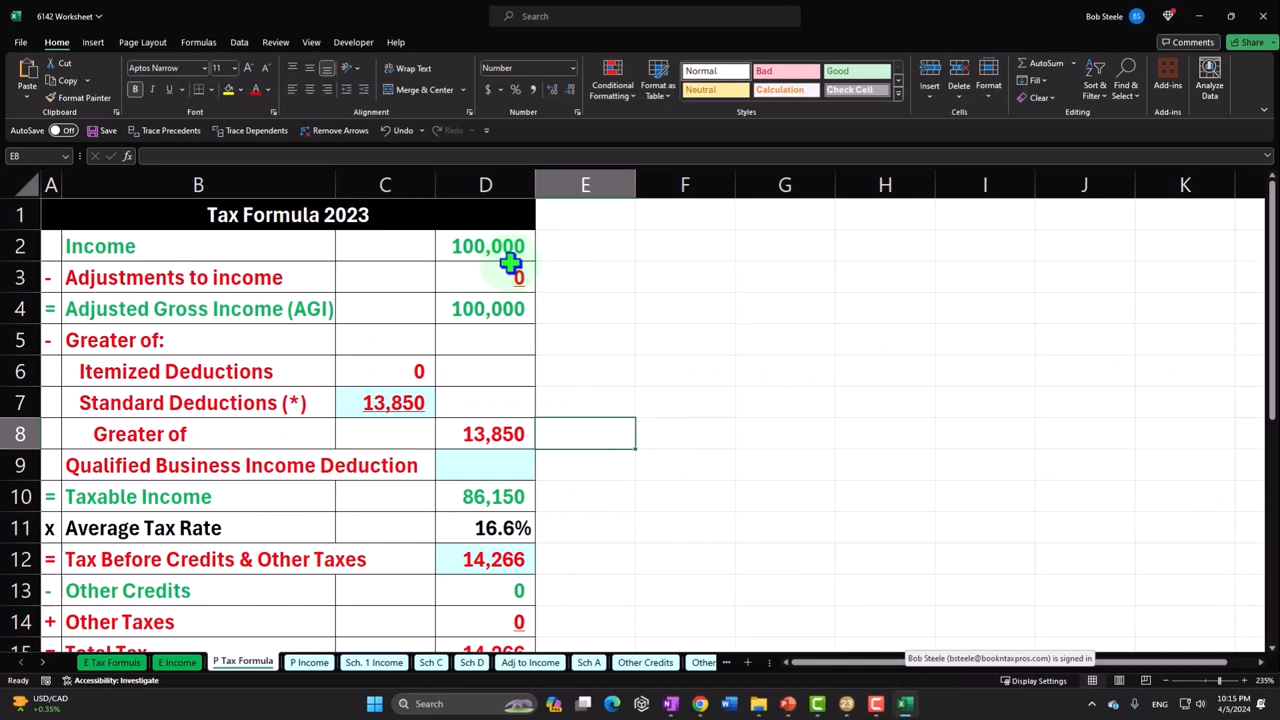 6142 Worksheet
Search
Bob Steele
BS
File Home Insert Page Layout Formulas Data Review View Developer Help
Comments
Share
Paste
Cut
Copy
Format Painter
Clipboard
Aptos Narrow
11
Font
Wrap Text
Merge & Center
Alignment
Number
Number
Conditional Formatting
Format as Table
Normal
Bad
Good
Neutral
Calculation
Check Cell
Styles
Insert
Delete
Format
Cells
AutoSum
Fill
Clear
Sort & Filter
Find & Select
Editing
Add-ins
Add-ins
Analyze Data
AutoSave Off Save Trace Precedents Trace Dependents Remove Arrows Undo Redo
E8
fx
A B C D E F G H I J K
1 Tax Formula 2023
2 Income 100,000
3 - Adjustments to income 0
4 = Adjusted Gross Income (AGI) 100,000
5 - Greater of:
6 Itemized Deductions 0
7 Standard Deductions (*) 13,850
8 Greater of 13,850
9 Qualified Business Income Deduction
10 = Taxable Income 86,150
11 x Average Tax Rate 16.6%
12 = Tax Before Credits & Other Taxes 14,266
13 - Other Credits 0
14 + Other Taxes 0
15 = Total Tax 14,266
E Tax Formuls E Income P Tax Formula P Income Sch. 1 Income Sch C Sch D Adj to Income Sch A Other Credits Other
Bob Steele (bsteele@bookntaxpros.com) is signed in
Ready
Accessibility: Investigate
Display Settings
235%
USD/CAD
+0.35%
Search
23
10:15 PM
4/5/2024